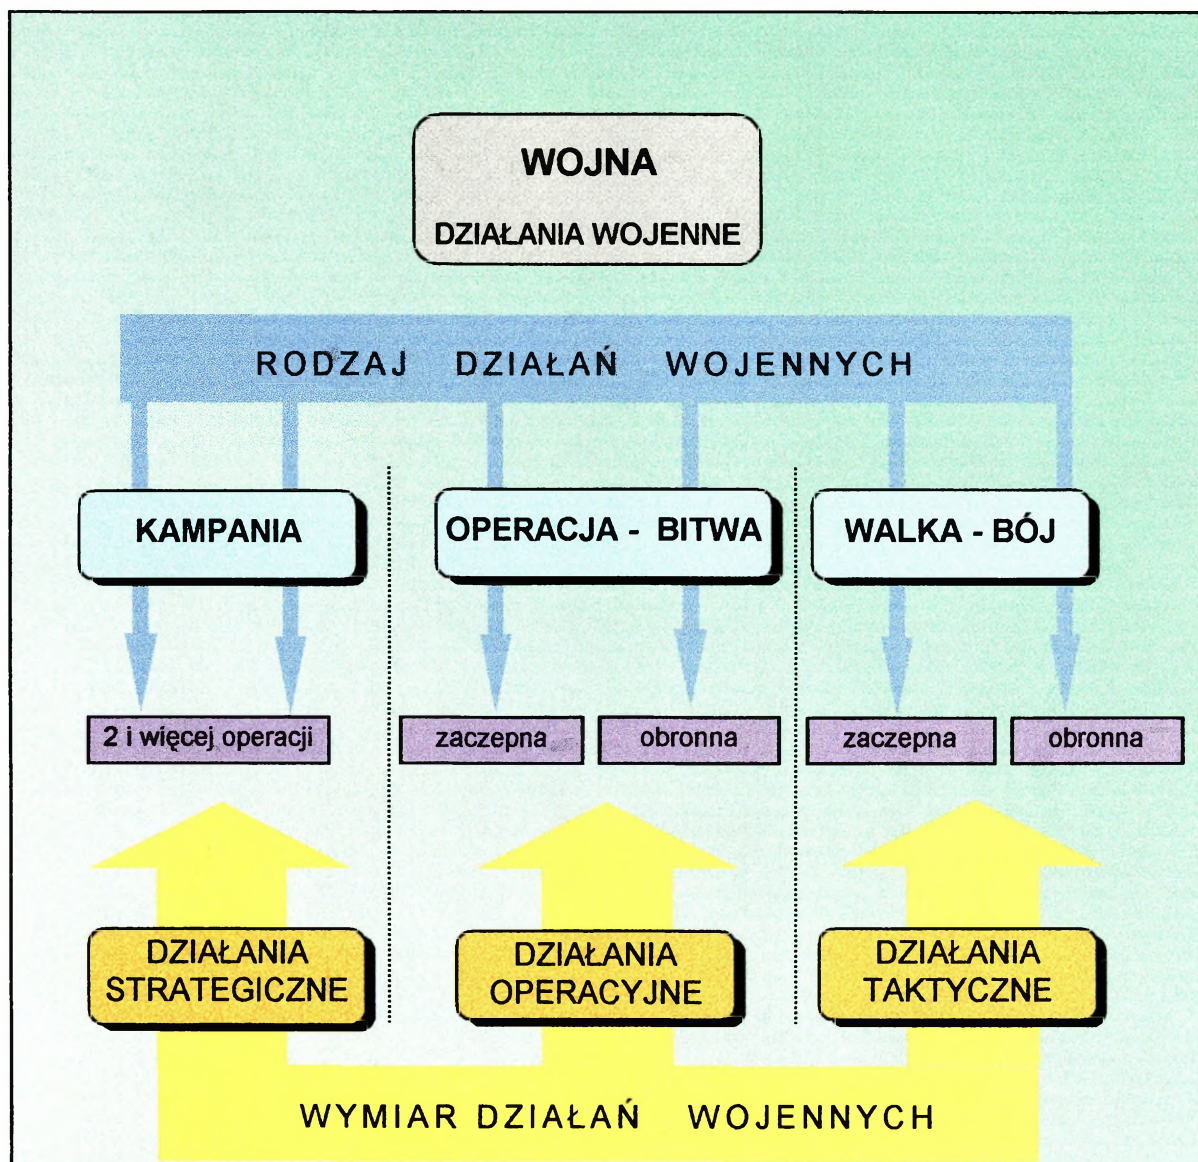 WOJNA
DZIAŁANIA WOJENNE
RODZAJ DZIAŁAŃ WOJENNYCH
KAMPANIA
OPERACJA - BITWA
WALKA - BÓJ
2 i więcej operacji
zaczepna
obronna
zaczepna
obronna
DZIAŁANIA
STRATEGICZNE
DZIAŁANIA
OPERACYJNE
DZIAŁANIA
TAKTYCZNE
WYMIAR DZIAŁAŃ WOJENNYCH